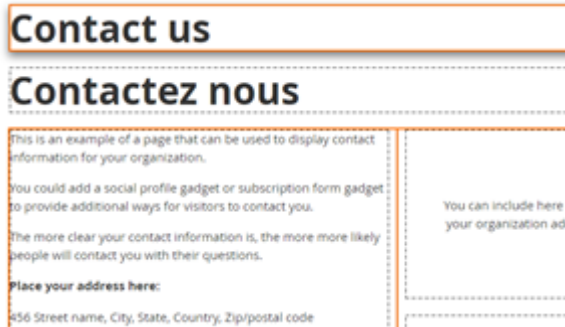 Contact us
Contactez nous
This is an example of a page that can be used to display contact
information for your organization.
You could add a social profile gadget or subscription form gadget
to provide additional ways for visitors to contact you.
The more clear your contact information is, the more more likely
people will contact you with their questions.
Place your address here:
456 Street name, City, State, Country, Zip/postal code
You can include here
your organization ad